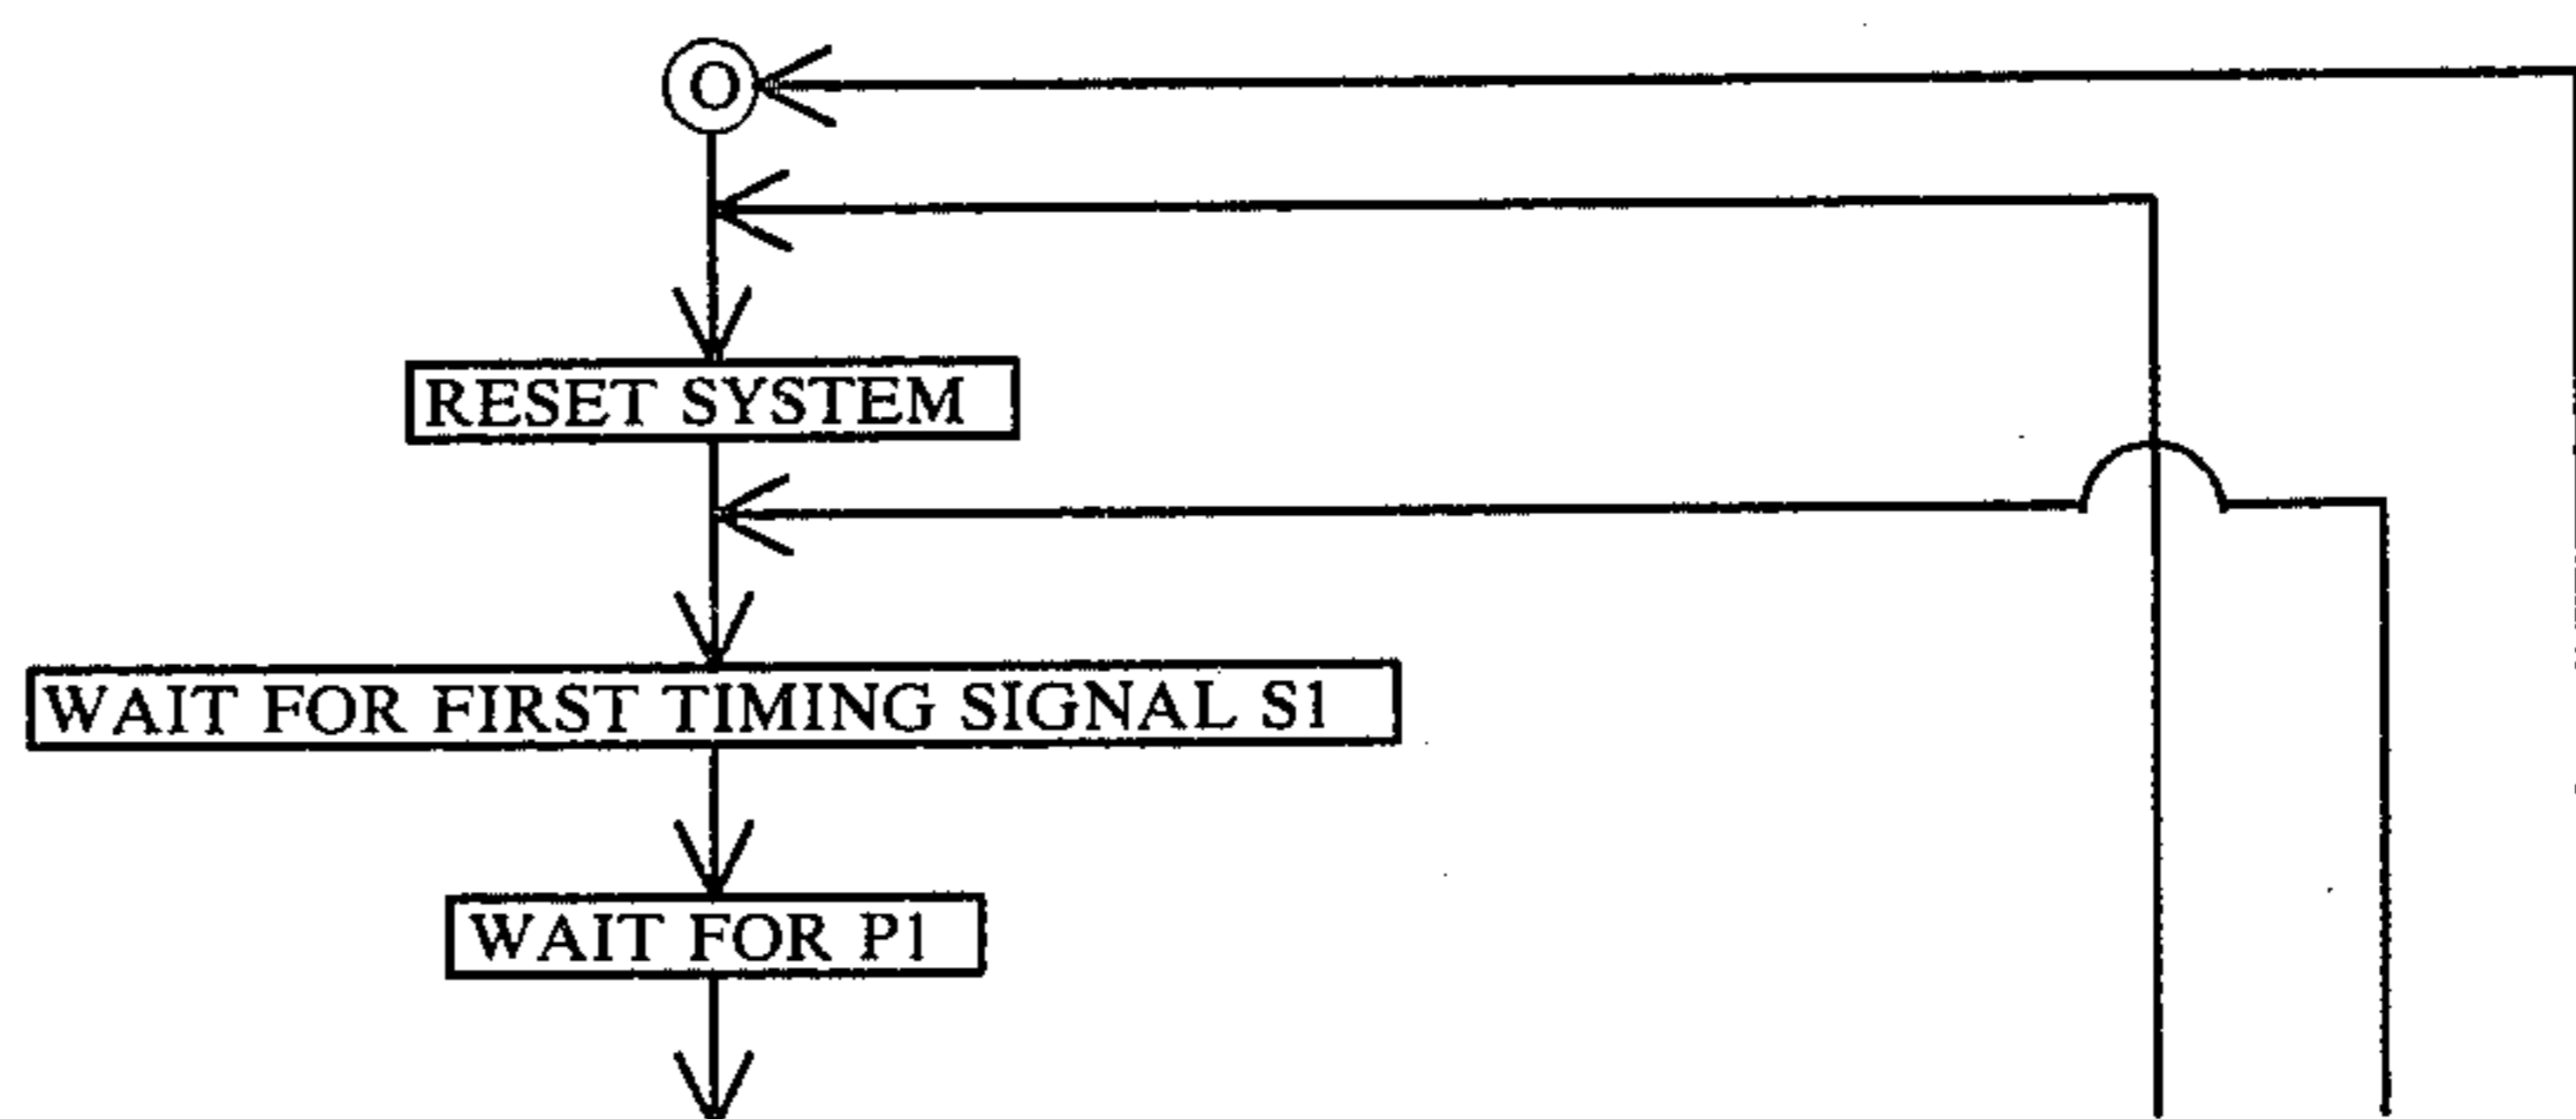 O
RESET SYSTEM
WAIT FOR FIRST TIMING SIGNAL S1
WAIT FOR P1